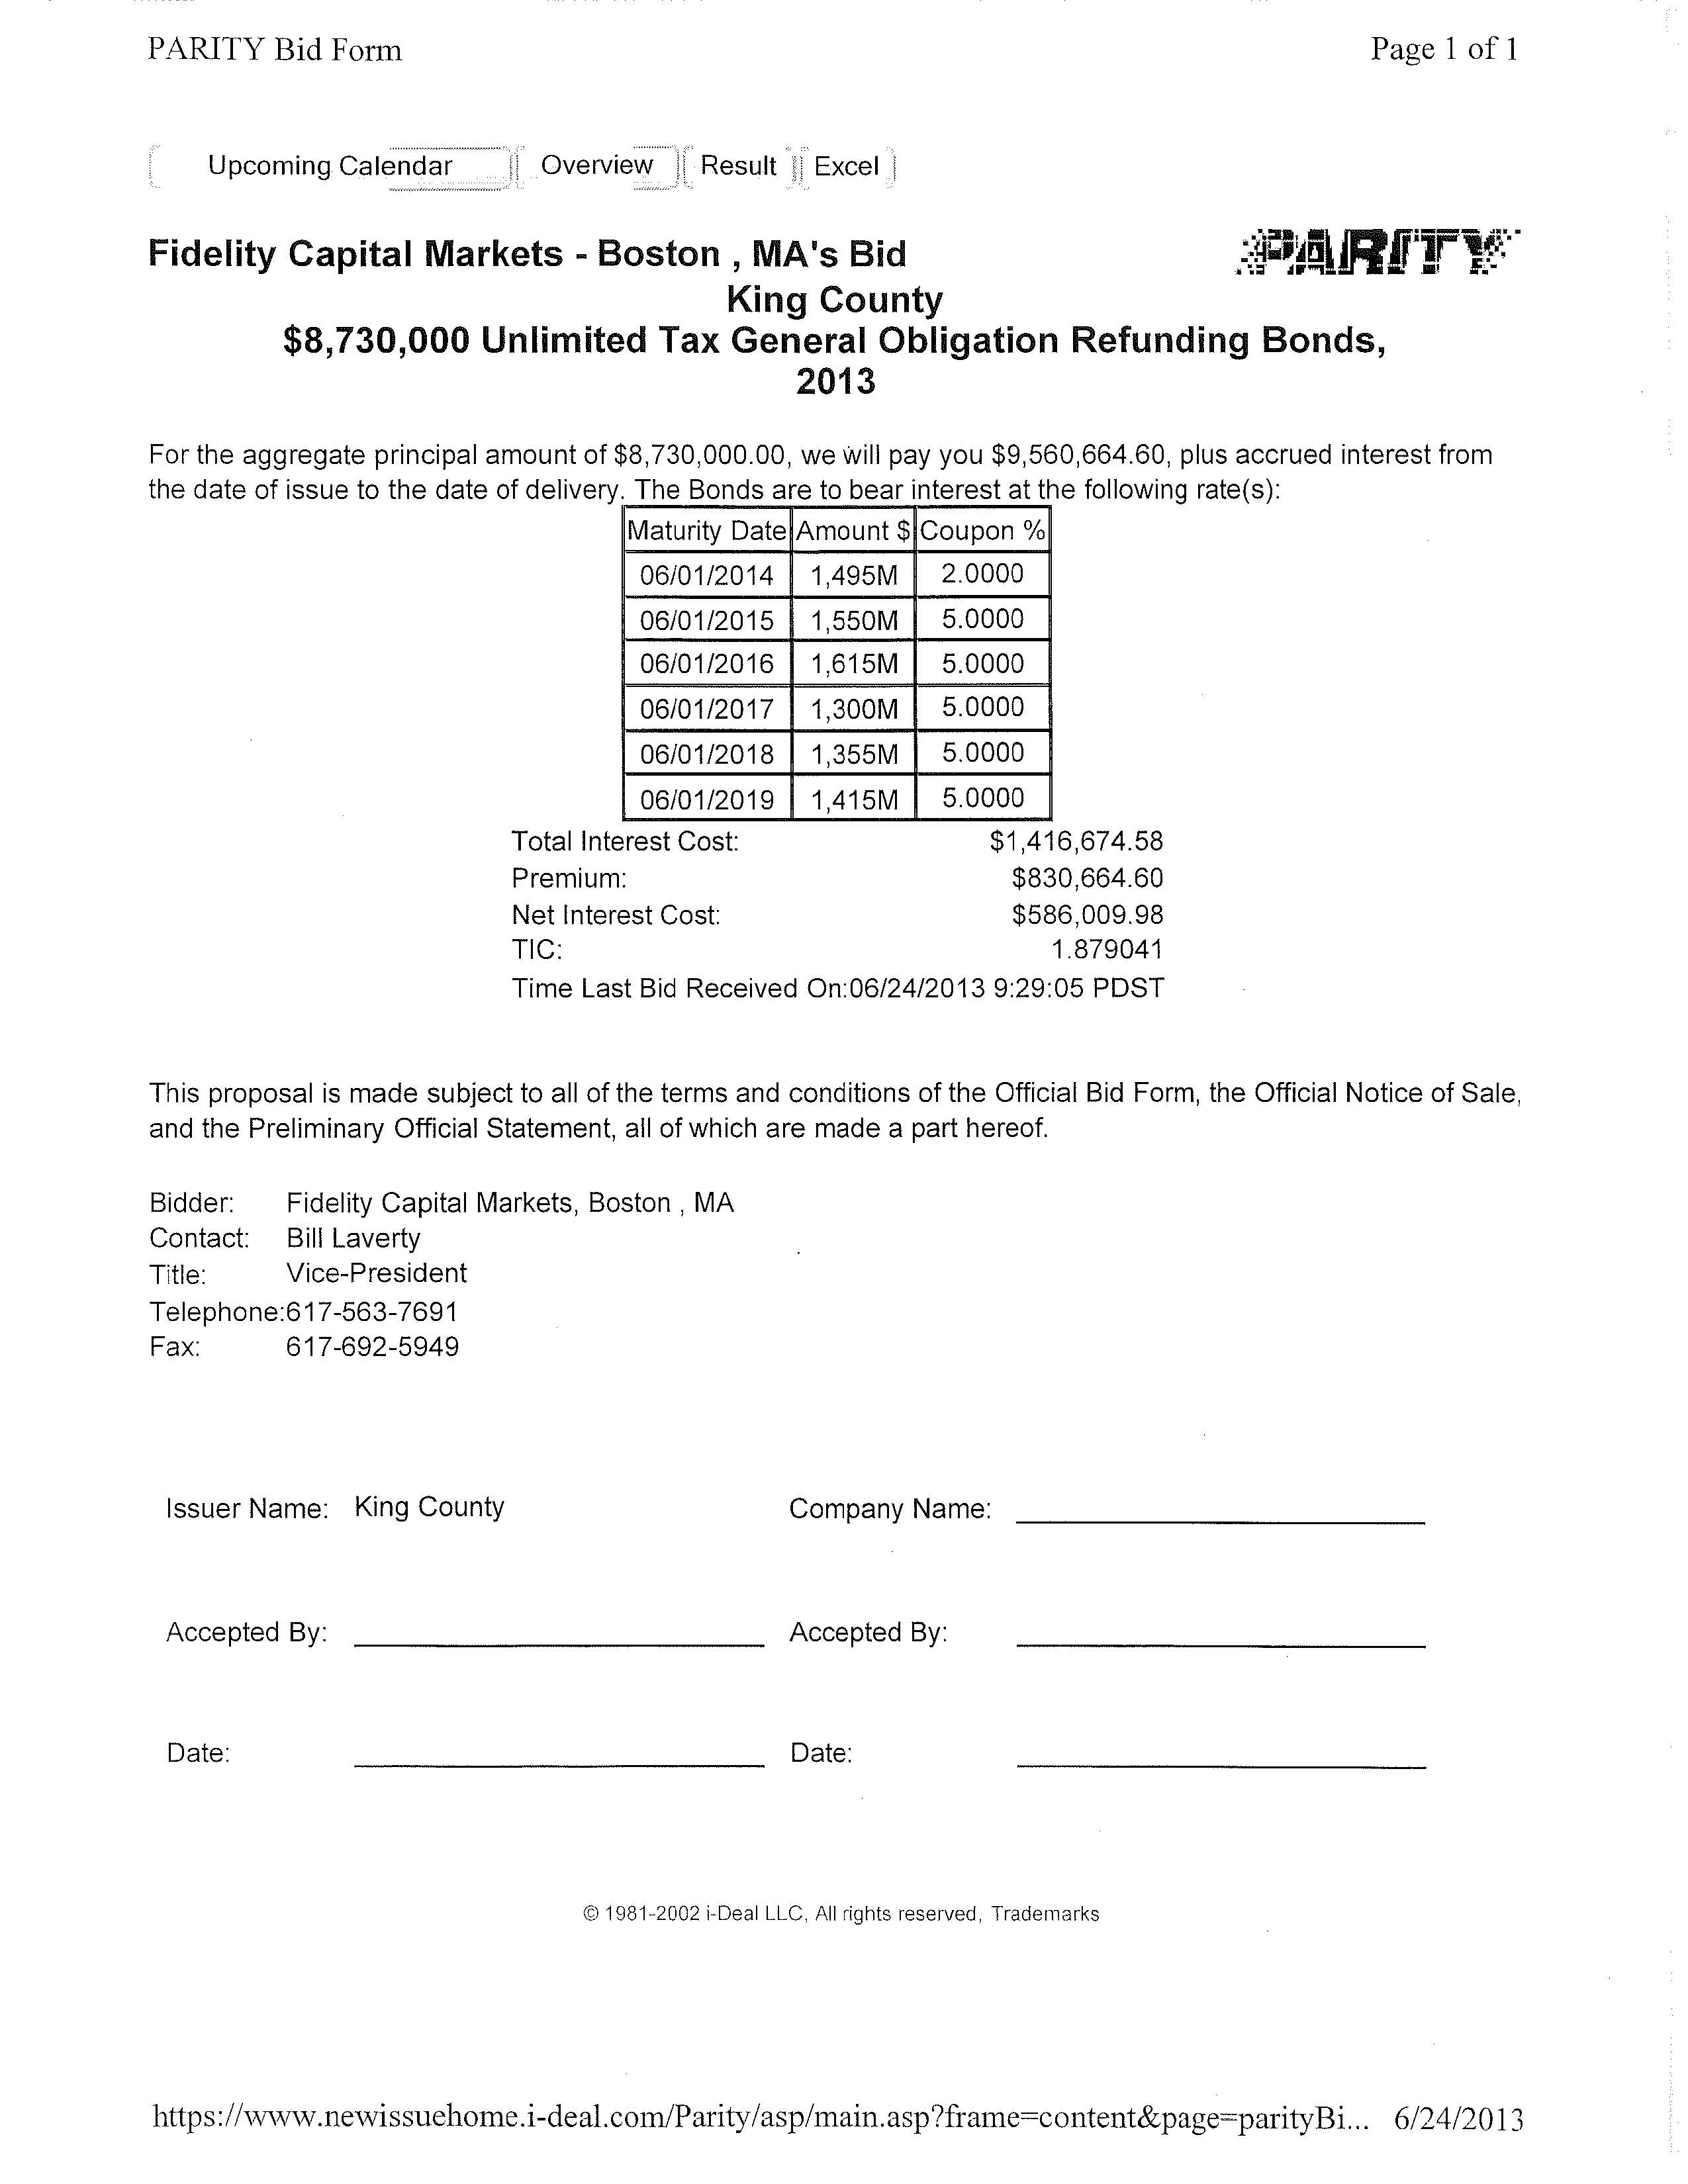 PARITY Bid Form Page 1 of 1
Upcoming Calendar Overview Result Excel
Fidelity Capital Markets - Boston , MA's Bid PARITY
King County
$8,730,000 Unlimited Tax General Obligation Refunding Bonds,
2013
For the aggregate principal amount of $8,730,000.00, we will pay you $9,560,664.60, plus accrued interest from
the date of issue to the date of delivery. The Bonds are to bear interest at the following rate(s):
Maturity Date Amount $ Coupon %
06/01/2014 1,495M 2.0000
06/01/2015 1,550M 5.0000
06/01/2016 1,615M 5.0000
06/01/2017 1,300M 5.0000
06/01/2018 1,355M 5.0000
06/01/2019 1,415M 5.0000
Total Interest Cost: $1,416,674.58
Premium: $830,664.60
Net Interest Cost: $586,009.98
TIC: 1.879041
Time Last Bid Received On:06/24/2013 9:29:05 PDST
This proposal is made subject to all of the terms and conditions of the Official Bid Form, the Official Notice of Sale,
and the Preliminary Official Statement, all of which are made a part hereof.
Bidder: Fidelity Capital Markets, Boston , MA
Contact: Bill Laverty
Title: Vice-President
Telephone:617-563-7691
Fax: 617-692-5949
Issuer Name: King County Company Name:
Accepted By: Accepted By:
Date: Date:
© 1981-2002 i-Deal LLC, All rights reserved, Trademarks
https://www.newissuehome.i-deal.com/Parity/asp/main.asp?frame=content&page=parityBi... 6/24/2013